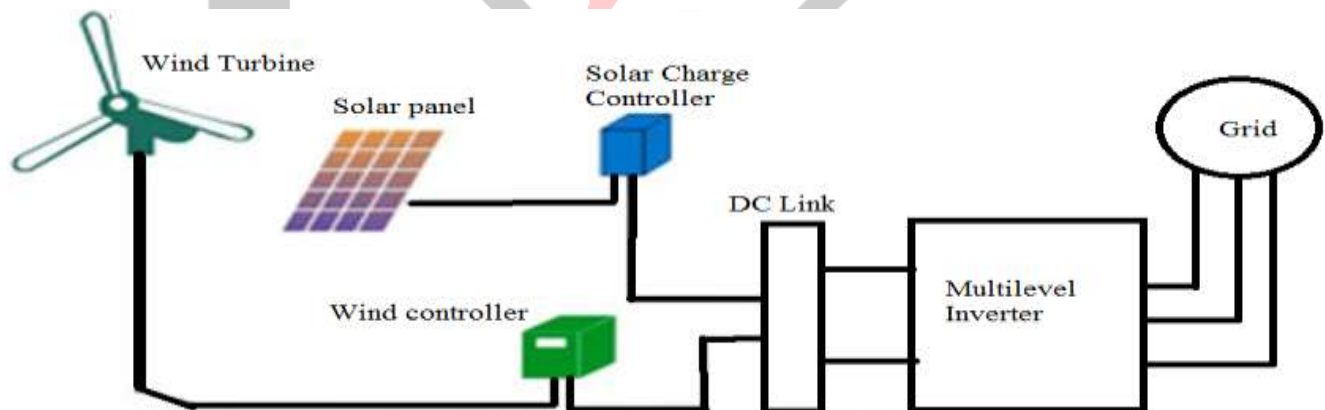 Wind Turbine
Solar panel
Solar Charge
Controller
Grid
DC Link
Wind controller
Multilevel
Inverter